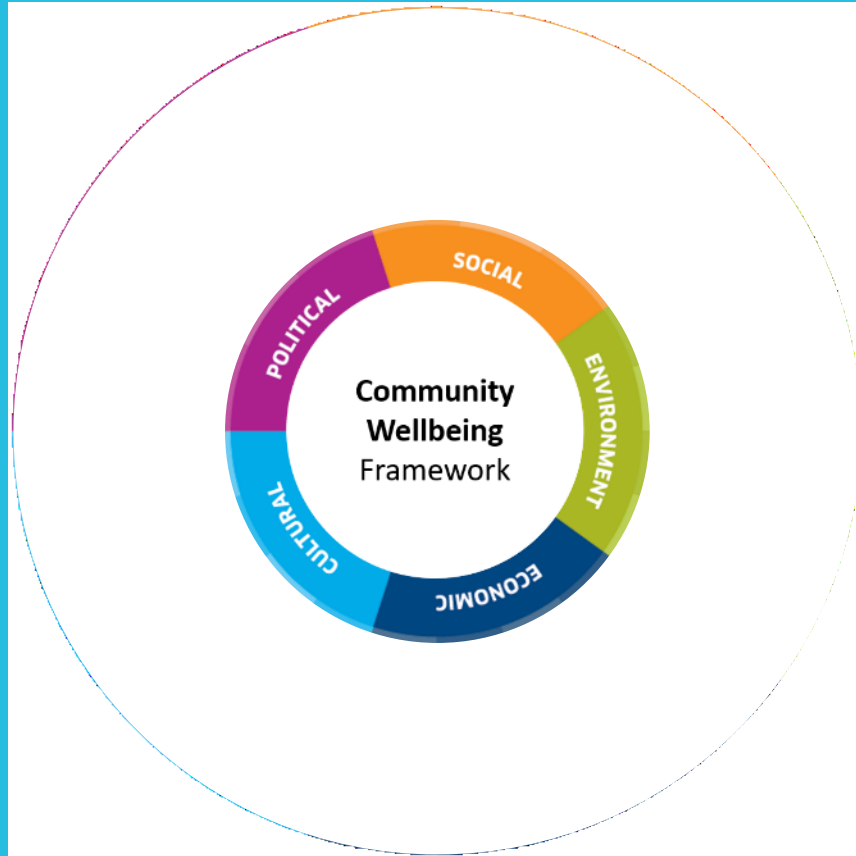 SOCIAL
ENVIRONMENT
ECONOMIC
CULTURAL
POLITICAL
Community
Wellbeing
Framework